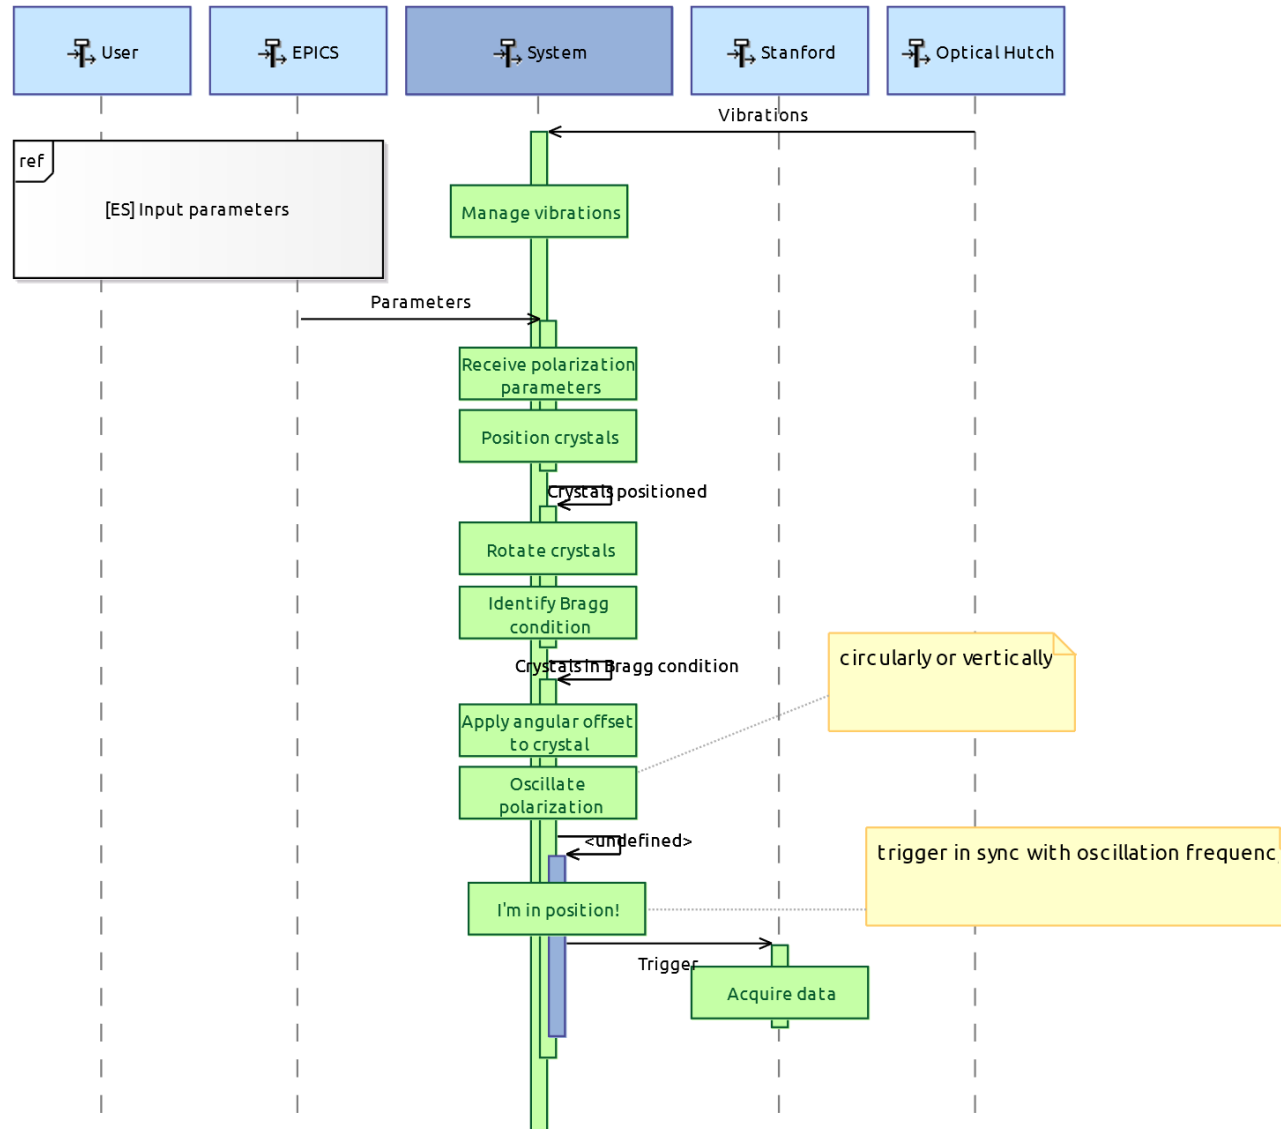 User
EPICS
System
Stanford
Optical Hutch
Vibrations
ref
[ES] Input parameters
Manage vibrations
Parameters
Receive polarization
parameters
Position crystals
Crystals positioned
Rotate crystals
Identify Bragg
condition
circularly or vertically
Crystals in Bragg condition
Apply angular offset
to crystal
Oscillate
polarization
<undefined>
trigger in sync with oscillation frequenc
I'm in position!
Trigger
Acquire data